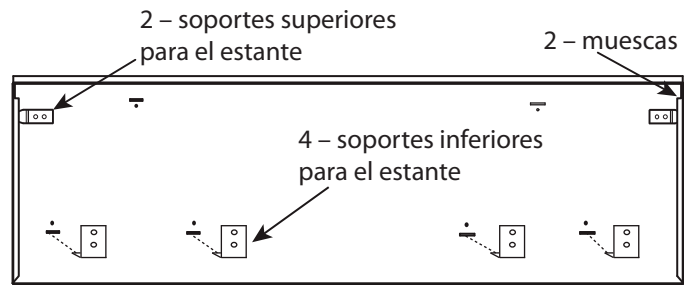 2 – soportes superiores
para el estante
2 – muescas
4 – soportes inferiores
para el estante